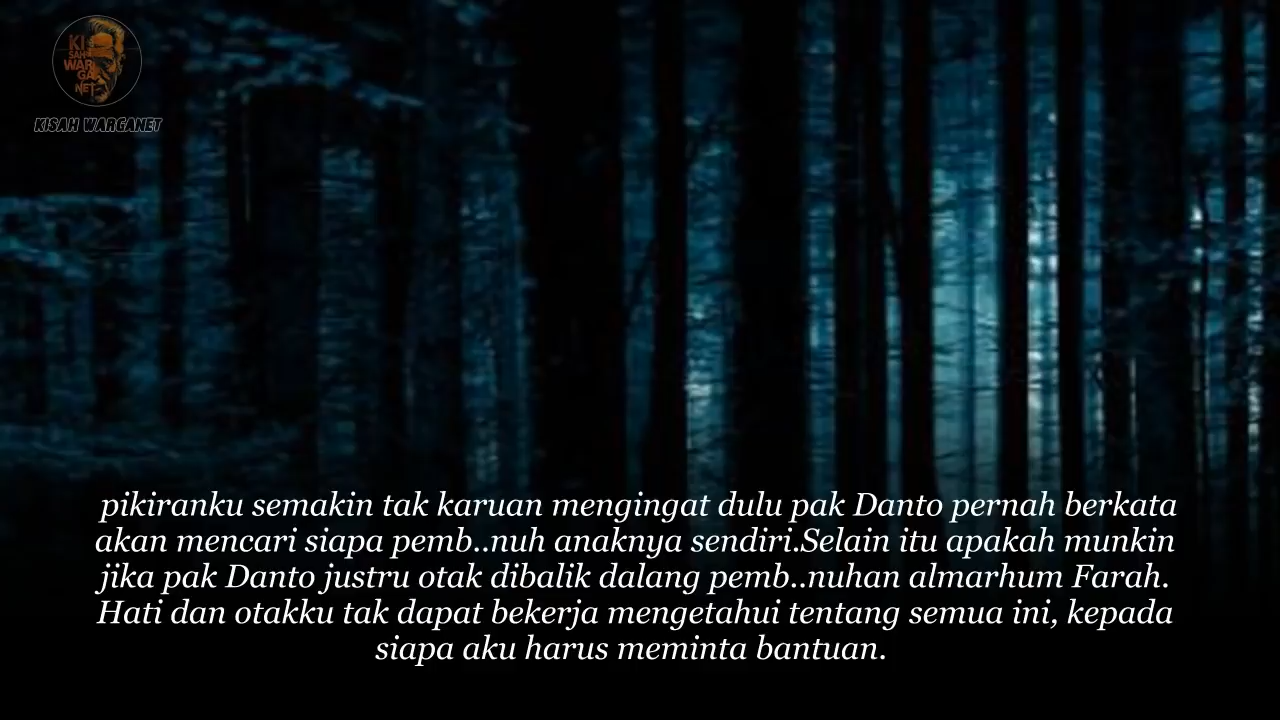 KI
SAH
WAR
GA
NET
KISAH WARGANET
pikiranku semakin tak karuan mengingat dulu pak Danto pernah berkata
akan mencari siapa pemb..nuh anaknya sendiri.Selain itu apakah munkin
jika pak Danto justru otak dibalik dalang pemb..nuhan almarhum Farah.
Hati dan otakku tak dapat bekerja mengetahui tentang semua ini, kepada
siapa aku harus meminta bantuan.